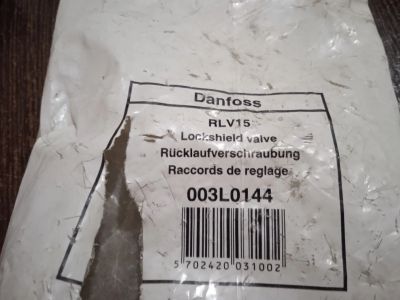 Danfoss
RLV15
Lockshield valve
Rücklaufverschraubung
Raccords de reglage
003L0144
5 702420 031002